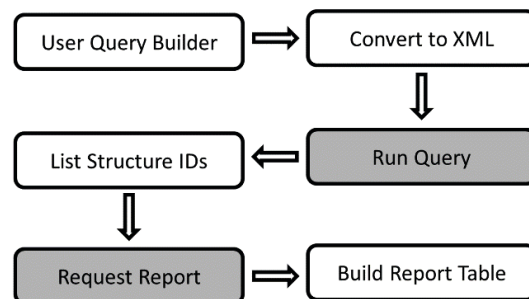 User Query Builder
Convert to XML
Run Query
List Structure IDs
Request Report
Build Report Table